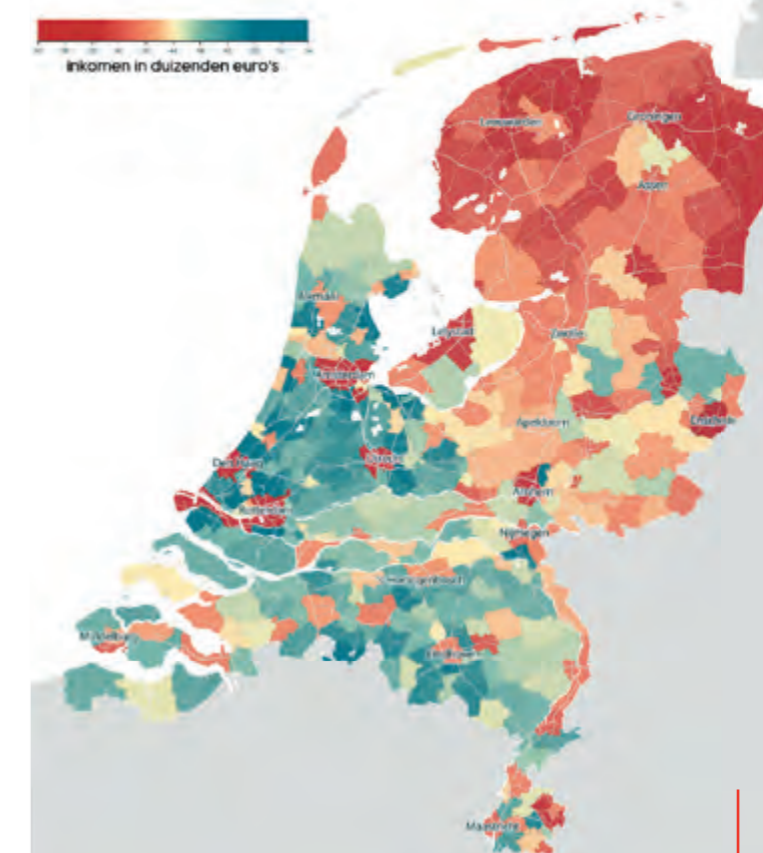 inkomen in duizenden euro's
Leeuwarden
Groningen
Assen
Alkmaar
Lelystad
Zwolle
Amsterdam
Apeldoorn
Enschede
Den Haag
Utrecht
Arnhem
Rotterdam
Nijmegen
's Hertogenbosch
Middelburg
Eindhoven
Maastricht